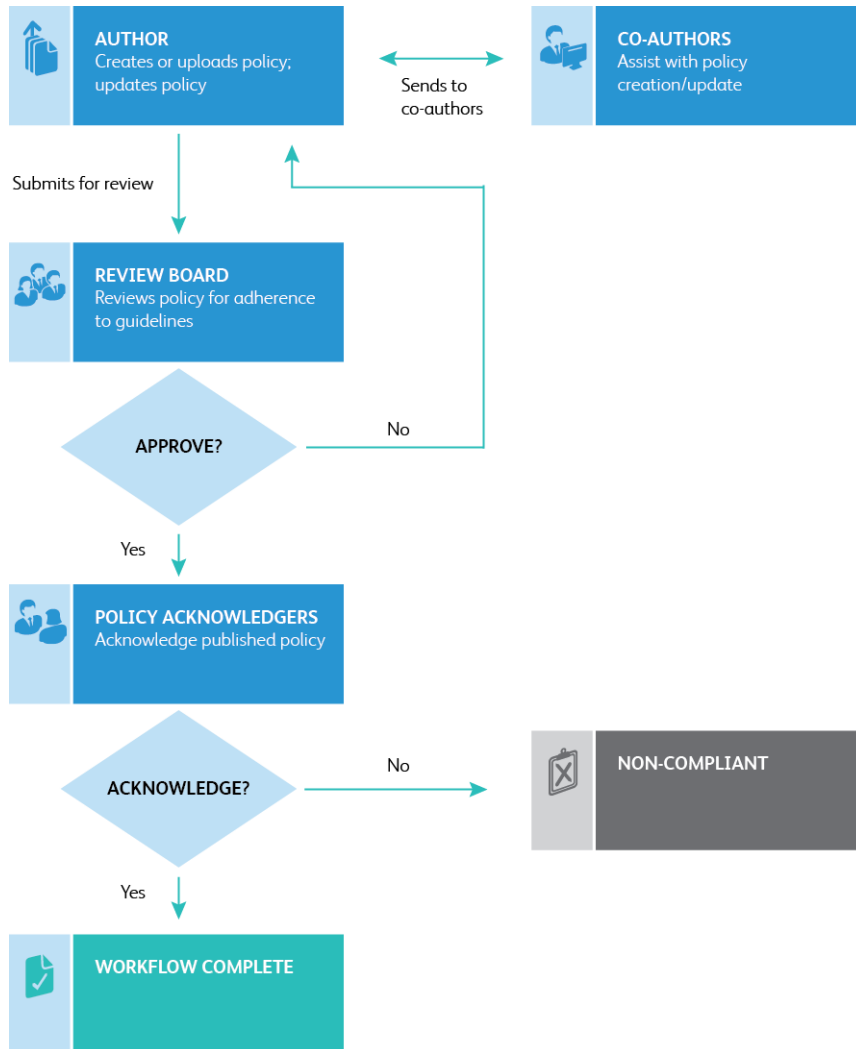 AUTHOR
Creates or uploads policy;
updates policy
Sends to
co-authors
CO-AUTHORS
Assist with policy
creation/update
Submits for review
REVIEW BOARD
Reviews policy for adherence
to guidelines
APPROVE?
No
Yes
POLICY ACKNOWLEDGERS
Acknowledge published policy
ACKNOWLEDGE?
No
NON-COMPLIANT
Yes
WORKFLOW COMPLETE